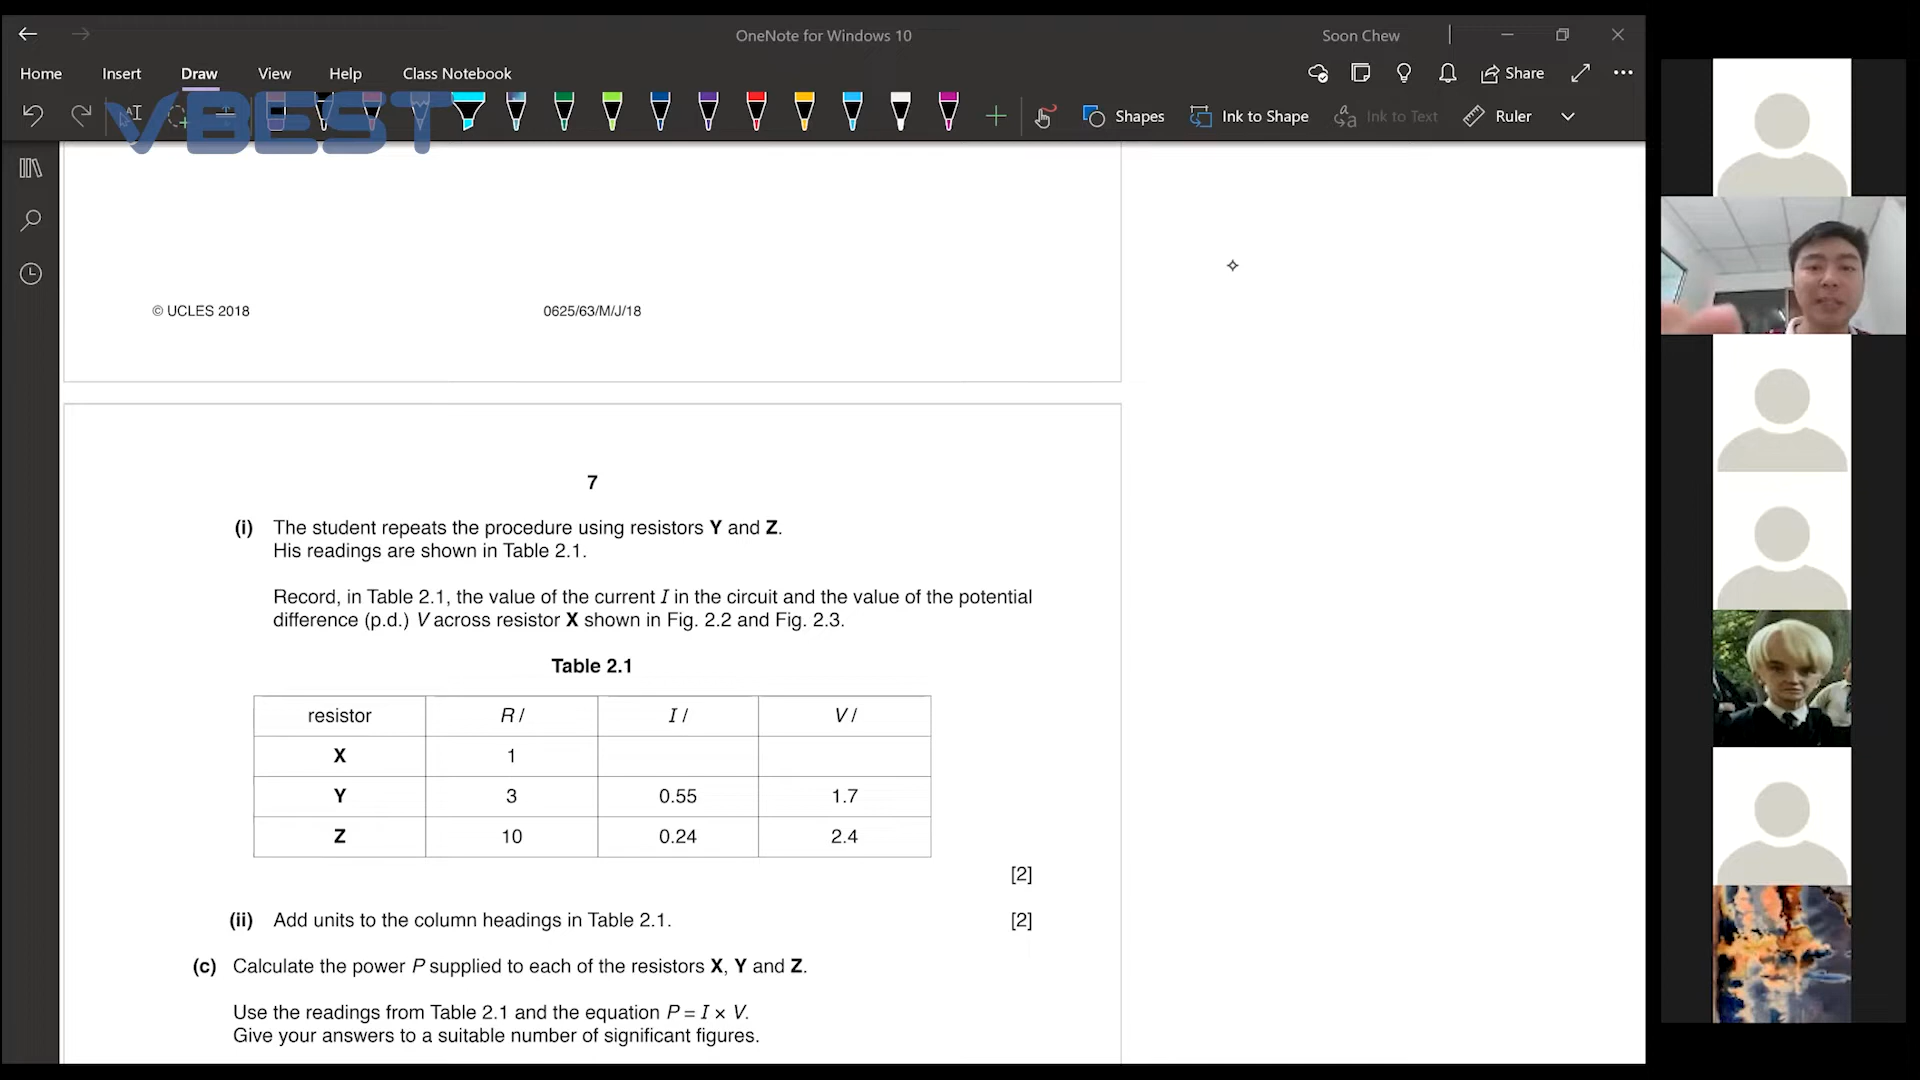 OneNote for Windows 10
Soon Chew
Home Insert Draw View Help Class Notebook
Share
VBEST
Shapes
Ink to Shape
Ink to Text
Ruler
© UCLES 2018
0625/63/M/J/18
7
(i) The student repeats the procedure using resistors Y and Z.
His readings are shown in Table 2.1.
Record, in Table 2.1, the value of the current I in the circuit and the value of the potential
difference (p.d.) V across resistor X shown in Fig. 2.2 and Fig. 2.3.
Table 2.1
resistor R / I / V /
X 1
Y 3 0.55 1.7
Z 10 0.24 2.4
[2]
(ii) Add units to the column headings in Table 2.1. [2]
(c) Calculate the power P supplied to each of the resistors X, Y and Z.
Use the readings from Table 2.1 and the equation P = I × V.
Give your answers to a suitable number of significant figures.